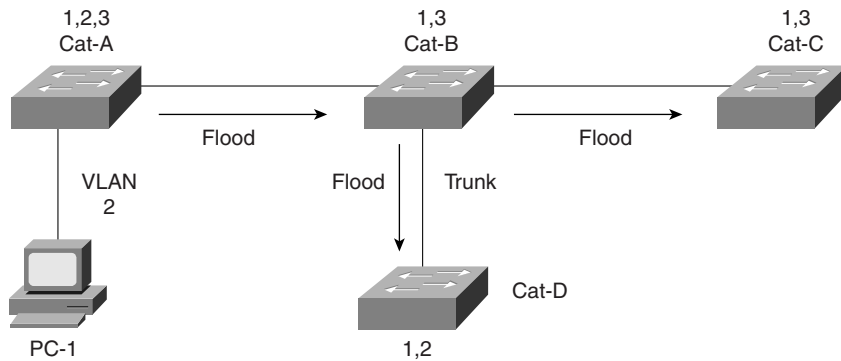 1,2,3
Cat-A
1,3
Cat-B
1,3
Cat-C
Flood
Flood
VLAN
2
Flood
Trunk
Cat-D
PC-1
1,2